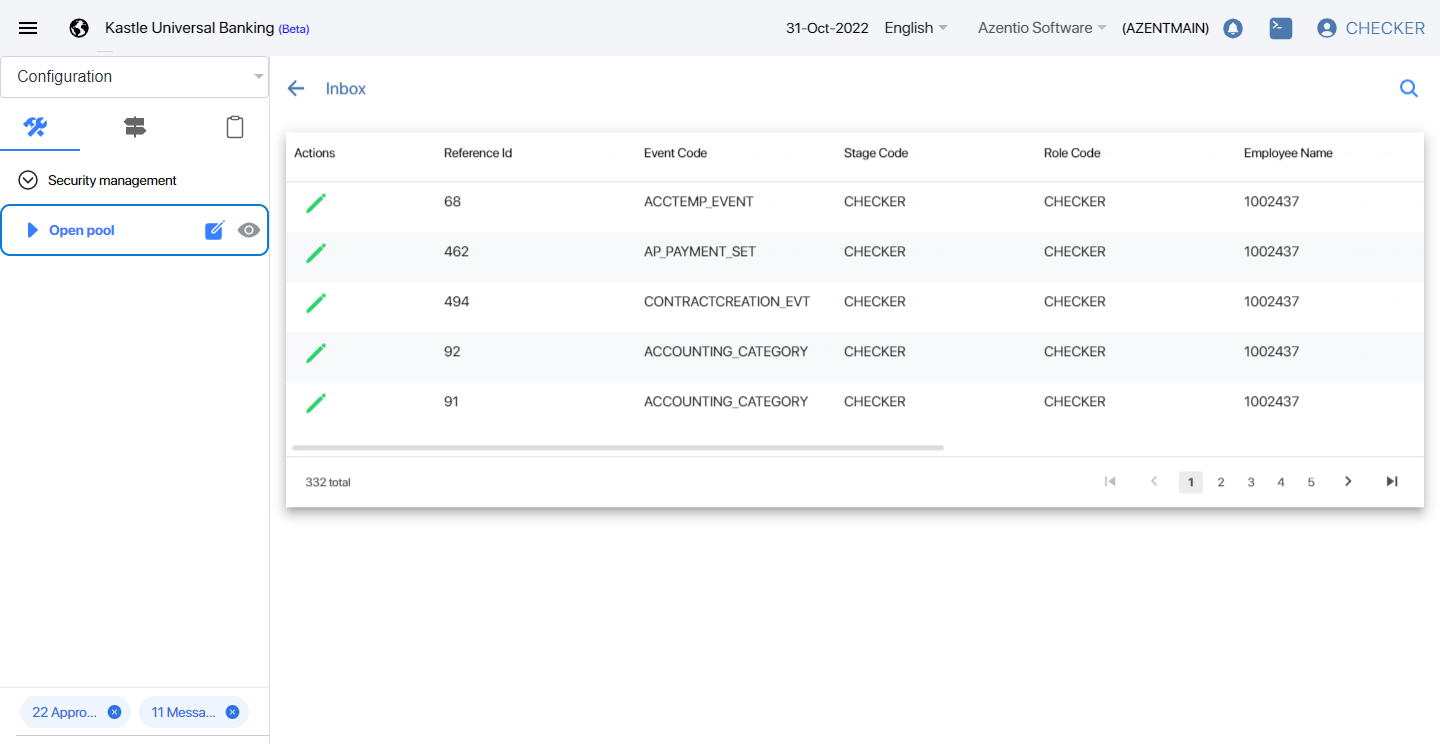 Kastle Universal Banking (Beta) 31-Oct-2022 English Azentio Software (AZENTMAIN) CHECKER
Configuration
Inbox
Security management
Open pool
Actions Reference Id Event Code Stage Code Role Code Employee Name
68 ACCTEMP_EVENT CHECKER CHECKER 1002437
462 AP_PAYMENT_SET CHECKER CHECKER 1002437
494 CONTRACTCREATION_EVT CHECKER CHECKER 1002437
92 ACCOUNTING_CATEGORY CHECKER CHECKER 1002437
91 ACCOUNTING_CATEGORY CHECKER CHECKER 1002437
332 total 1 2 3 4 5
22 Appro... 11 Messa...